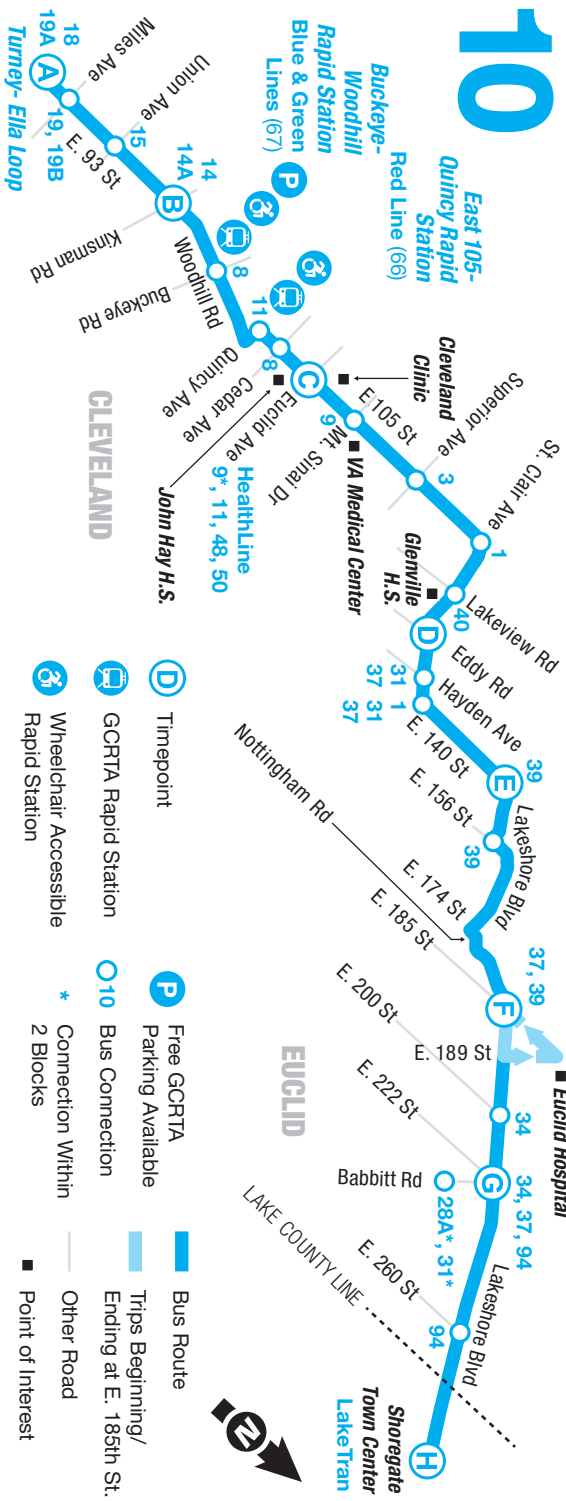 10
18
19A
A
Turney- Ella Loop
Miles Ave
19, 19B
Union Ave
15
E. 93 St
14
14A
B
Kinsman Rd
Buckeye-
Woodhill
Rapid Station
Blue & Green
Lines (67)
P
8
Woodhill Rd
Buckeye Rd
East 105-
Quincy Rapid
Station
Red Line (66)
11
Quincy Ave
8
Cedar Ave
C
Euclid Ave
HealthLine
9*, 11, 48, 50
John Hay H.S.
Cleveland
Clinic
E 105 St
9
Mt. Sinai Dr
VA Medical Center
Superior Ave
3
St. Clair Ave
1
Glenville
H.S.
40
Lakeview Rd
D
Eddy Rd
31
37
Hayden Ave
1
31
37
E. 140 St
39
E
E. 156 St
39
Lakeshore Blvd
E. 174 St
Nottingham Rd
E. 185 St
37, 39
F
E. 189 St
Euclid Hospital
E. 200 St
34
E. 222 St
34, 37, 94
G
Babbitt Rd
28A*, 31*
E. 260 St
94
Lakeshore Blvd
LAKE COUNTY LINE
Shoregate
Town Center
LakeTran
H
CLEVELAND
EUCLID
D
Timepoint
GCRTA Rapid Station
Wheelchair Accessible
Rapid Station
P
Free GCRTA
Parking Available
10
Bus Connection
*
Connection Within
2 Blocks
Bus Route
Trips Beginning/
Ending at E. 185th St.
Other Road
Point of Interest
N